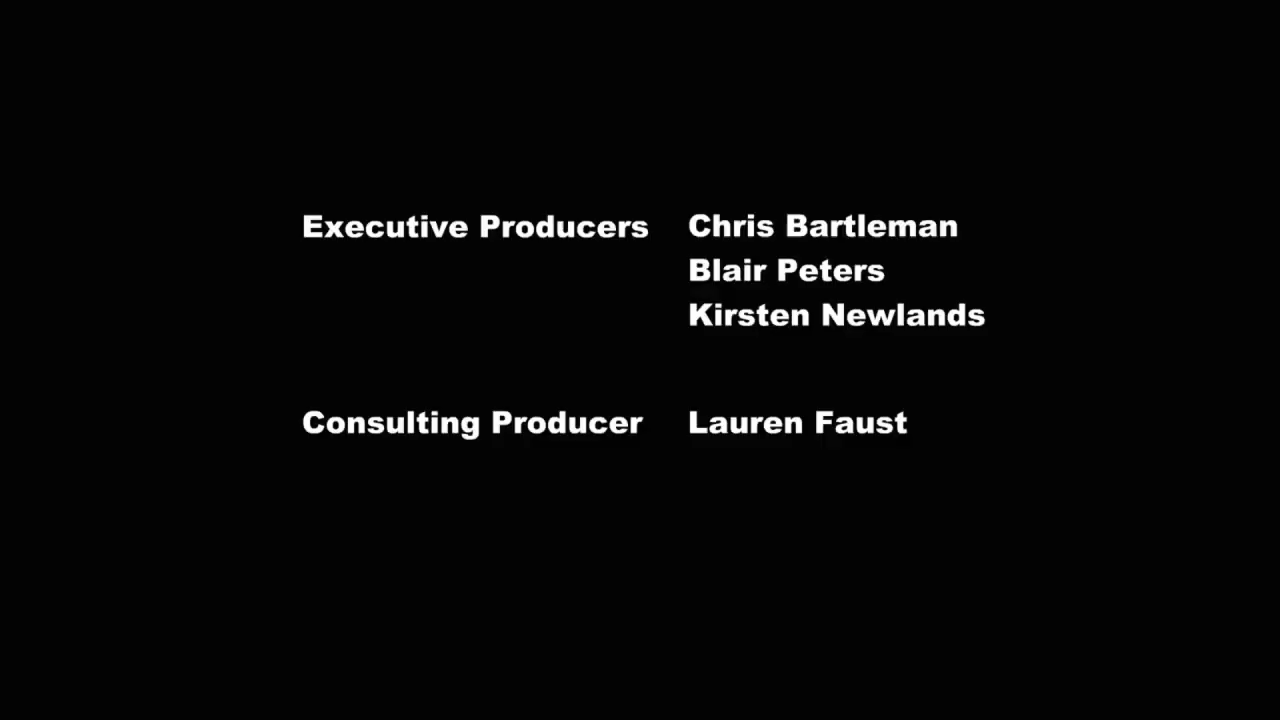 Executive Producers Chris Bartleman
Blair Peters
Kirsten Newlands
Consulting Producer Lauren Faust